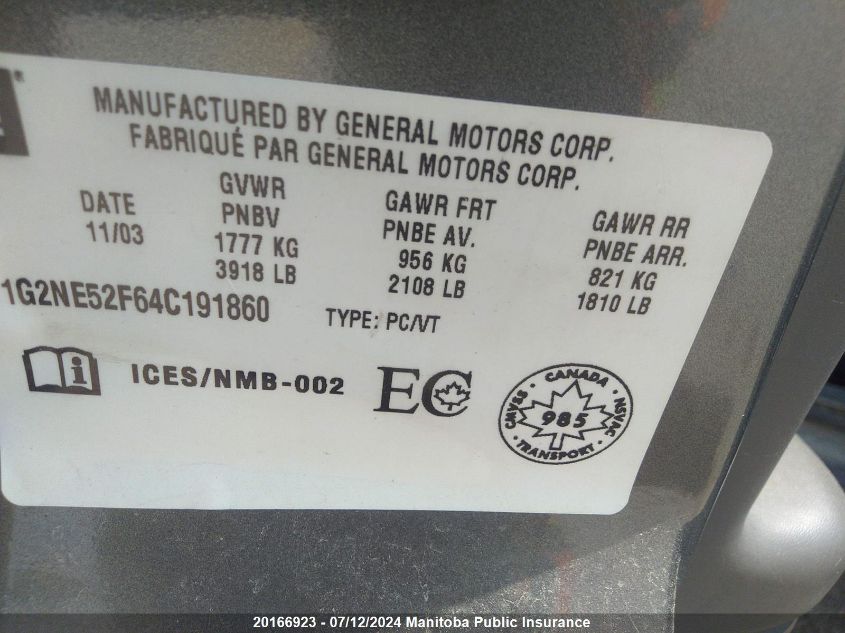 MANUFACTURED BY GENERAL MOTORS CORP.
FABRIQUÉ PAR GENERAL MOTORS CORP.
DATE
11/03
GVWR
PNBV
1777 KG
3918 LB
GAWR FRT
PNBE AV.
956 KG
2108 LB
GAWR RR
PNBE ARR.
821 KG
1810 LB
1G2NE52F64C191860
TYPE: PC/VT
i
ICES/NMB-002
EC
CANADA
CMVSS
985
NSVAC
TRANSPORT
20166923 - 07/12/2024 Manitoba Public Insurance